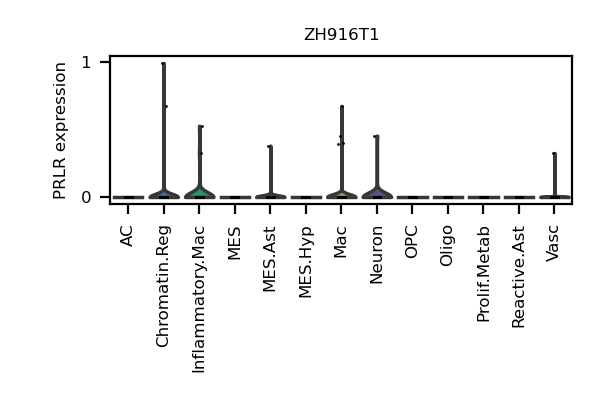 ZH916T1
PRLR expression
1
0
AC
Chromatin.Reg
Inflammatory.Mac
MES
MES.Ast
MES.Hyp
Mac
Neuron
OPC
Oligo
Prolif.Metab
Reactive.Ast
Vasc